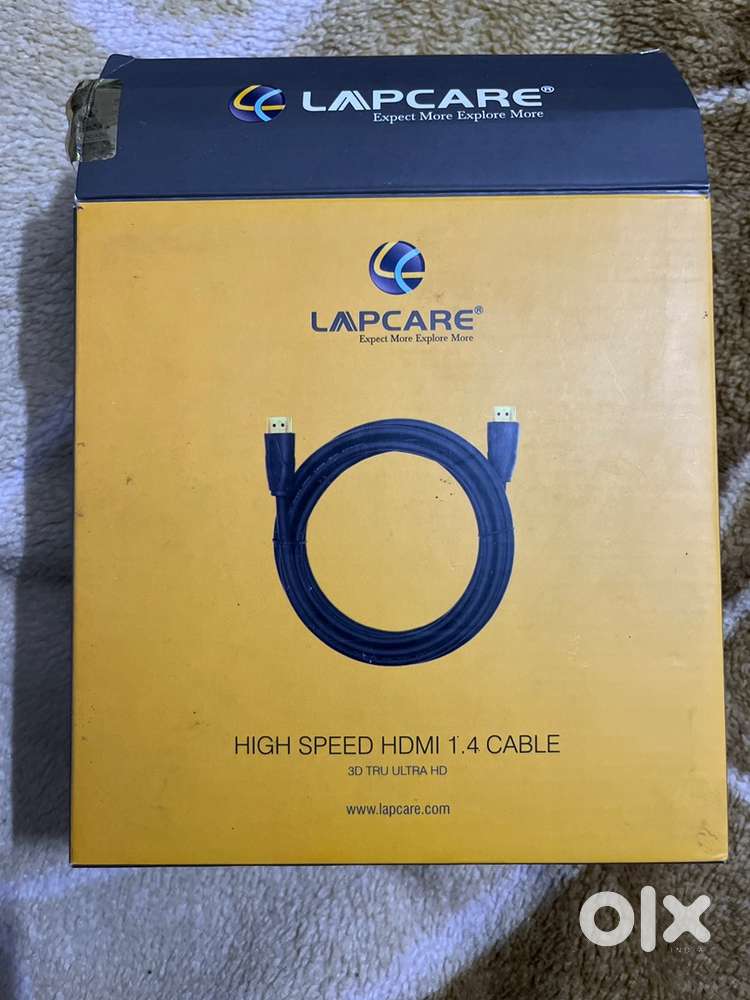 LAPCARE®
Expect More Explore More
LAPCARE®
Expect More Explore More
HIGH SPEED HDMI 1.4 CABLE
3D TRU ULTRA HD
www.lapcare.com
olx
INDIA